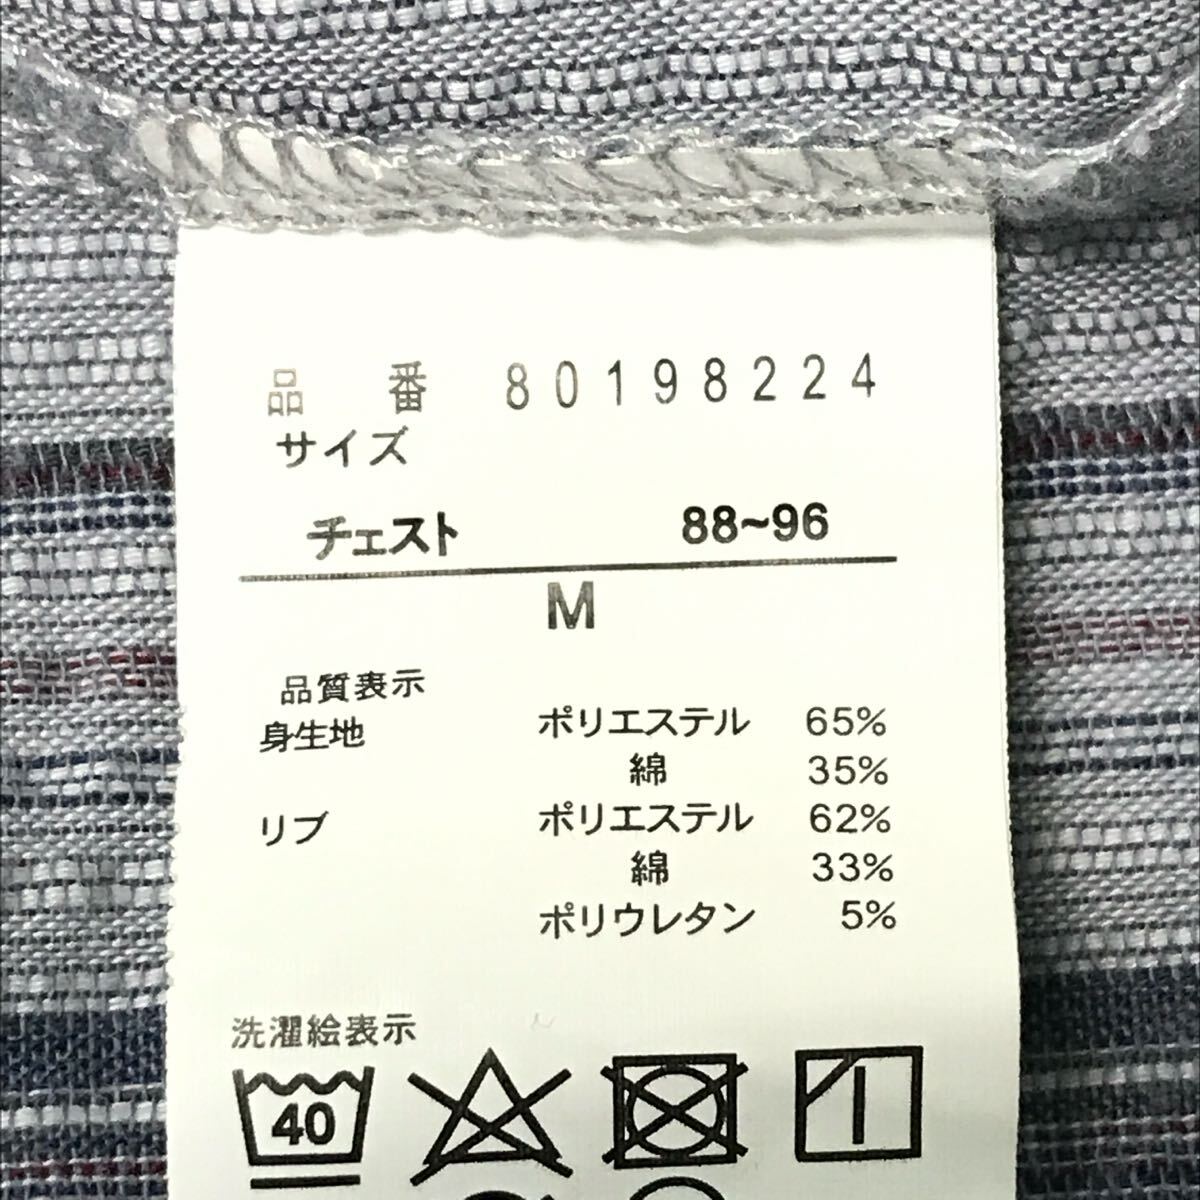 品 番 80198224
サイズ
チェスト 88~96
M
品質表示
身生地 ポリエステル 65%
綿 35%
リブ ポリエステル 62%
綿 33%
ポリウレタン 5%
洗濯絵表示
40